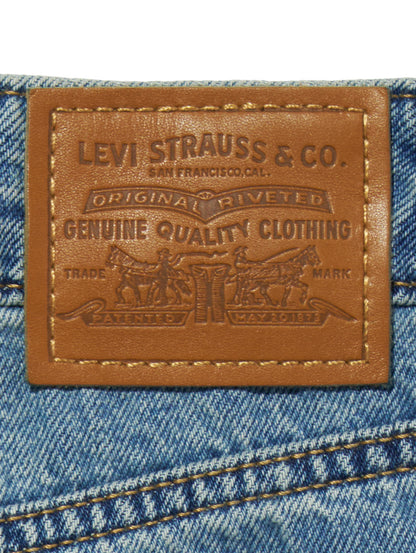 LEVI STRAUSS & CO.
SAN FRANCISCO, CAL.
ORIGINAL RIVETED
GENUINE QUALITY CLOTHING
TRADE MARK
PATENTED MAY 20 1873